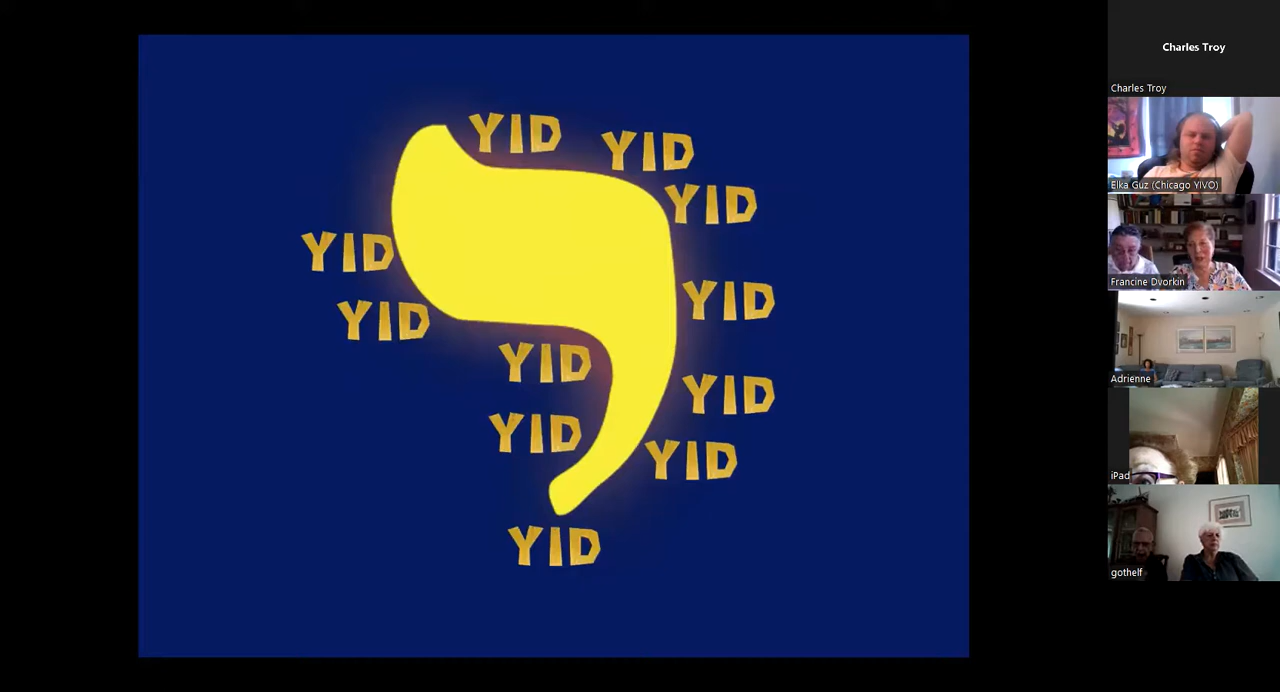 י
YID YID
YID
YID
YID
YID
YID
YID
YID
YID
YID
Charles Troy
Charles Troy
Elka Guz (Chicago YIVO)
Francine Dvorkin
Adrienne
iPad
gothelf